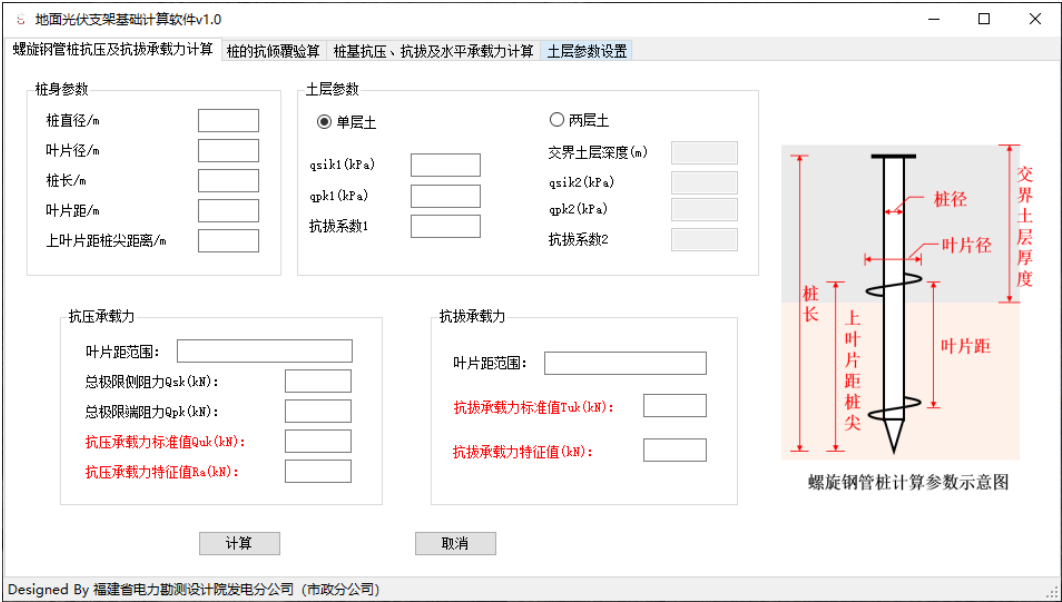 S 地面光伏支架基础计算软件v1.0
螺旋钢管桩抗压及抗拔承载力计算 桩的抗倾覆验算 桩基抗压、抗拔及水平承载力计算 土层参数设置
桩身参数
桩直径/m
叶片径/m
桩长/m
叶片距/m
上叶片距桩尖距离/m
土层参数
单层土
qsik1(kPa)
qpk1(kPa)
抗拔系数1
两层土
交界土层深度(m)
qsik2(kPa)
qpk2(kPa)
抗拔系数2
抗压承载力
叶片距范围：
总极限侧阻力Qsk(kN)：
总极限端阻力Qpk(kN)：
抗压承载力标准值Quk(kN)：
抗压承载力特征值Ra(kN)：
抗拔承载力
叶片距范围：
抗拔承载力标准值Tuk(kN)：
抗拔承载力特征值(kN)：
计算
取消
桩径
叶片径
交界土层厚度
桩长
上叶片距桩尖
叶片距
螺旋钢管桩计算参数示意图
Designed By 福建省电力勘测设计院发电分公司（市政分公司）